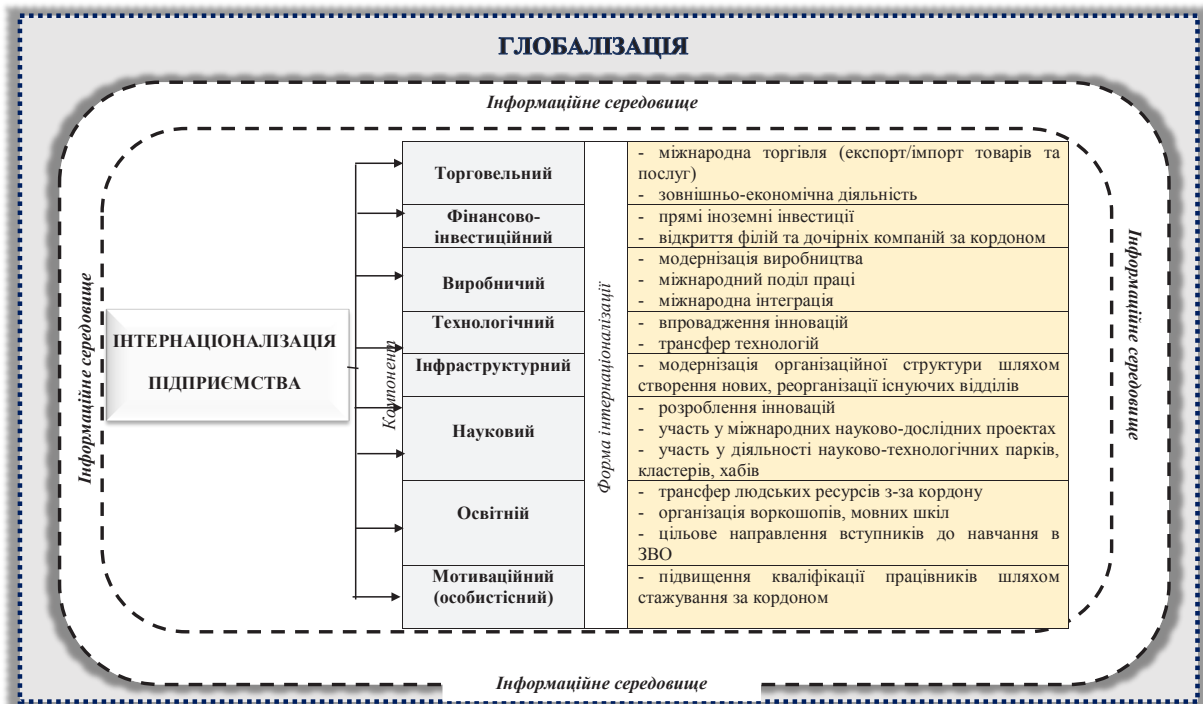 ГЛОБАЛІЗАЦІЯ
Інформаційне середовище
Інформаційне середовище
ІНТЕРНАЦІОНАЛІЗАЦІЯ
ПІДПРИЄМСТВА
Компонент
Торговельний
Фінансово-
інвестиційний
Виробничий
Технологічний
Інфраструктурний
Науковий
Освітній
Мотиваційний
(особистісний)
Форма інтернаціоналізації
- міжнародна торгівля (експорт/імпорт товарів та
послуг)
- зовнішньо-економічна діяльність
- прямі іноземні інвестиції
- відкриття філій та дочірніх компаній за кордоном
- модернізація виробництва
- міжнародний поділ праці
- міжнародна інтеграція
- впровадження інновацій
- трансфер технологій
- модернізація організаційної структури шляхом
створення нових, реорганізації існуючих відділів
- розроблення інновацій
- участь у міжнародних науково-дослідних проектах
- участь у діяльності науково-технологічних парків,
кластерів, хабів
- трансфер людських ресурсів з-за кордону
- організація воркошопів, мовних шкіл
- цільове направлення вступників до навчання в
ЗВО
- підвищення кваліфікації працівників шляхом
стажування за кордоном
Інформаційне середовище
Інформаційне середовище